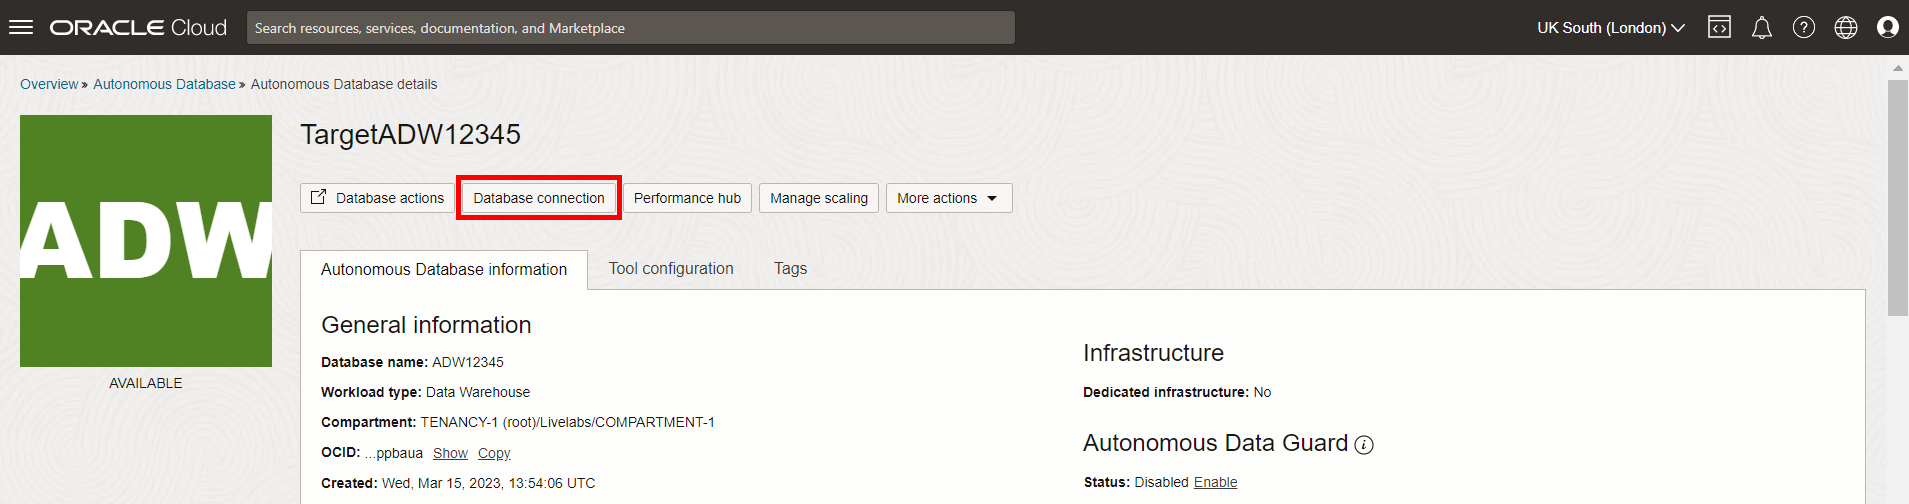 ORACLE Cloud
Search resources, services, documentation, and Marketplace
UK South (London)
Overview » Autonomous Database » Autonomous Database details
ADW
AVAILABLE
TargetADW12345
Database actions
Database connection
Performance hub
Manage scaling
More actions
Autonomous Database information
Tool configuration
Tags
General information
Database name: ADW12345
Workload type: Data Warehouse
Compartment: TENANCY-1 (root)/Livelabs/COMPARTMENT-1
OCID: ...ppbaua Show Copy
Created: Wed, Mar 15, 2023, 13:54:06 UTC
Infrastructure
Dedicated infrastructure: No
Autonomous Data Guard
Status: Disabled Enable